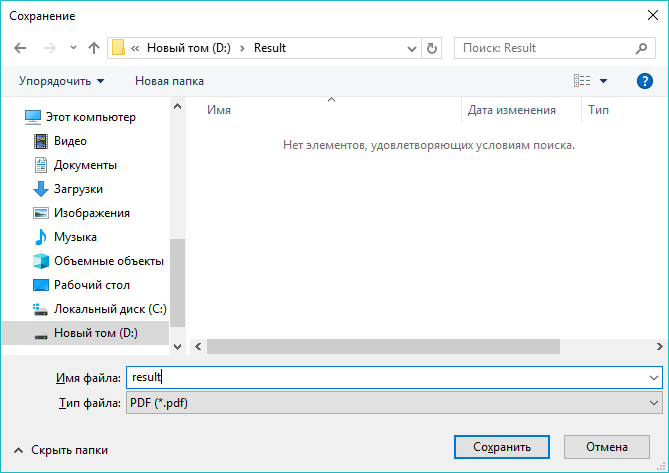 Сохранение
« Новый том (D:) › Result
Поиск: Result
Упорядочить
Новая папка
?
Этот компьютер
Видео
Документы
Загрузки
Изображения
Музыка
Объемные объекты
Рабочий стол
Локальный диск (C:)
Новый том (D:)
Имя
Дата изменения
Тип
Нет элементов, удовлетворяющих условиям поиска.
Имя файла: result
Тип файла: PDF (*.pdf)
Скрыть папки
Сохранить
Отмена